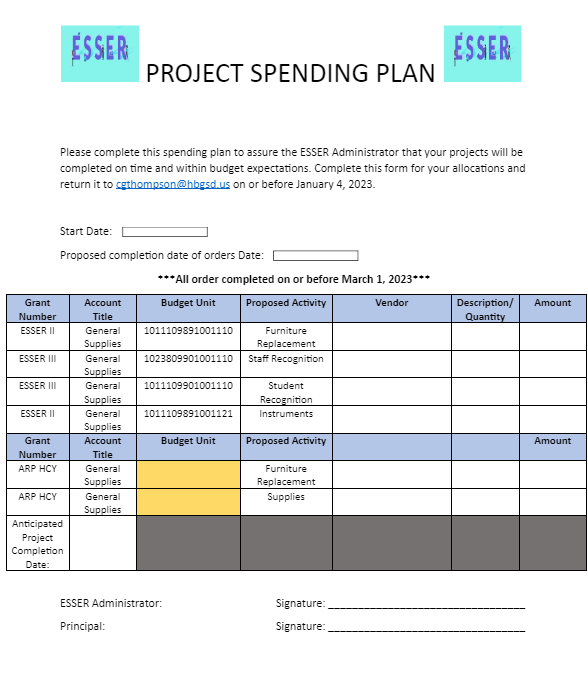 ESSER
PROJECT SPENDING PLAN
ESSER
Please complete this spending plan to assure the ESSER Administrator that your projects will be
completed on time and within budget expectations. Complete this form for your allocations and
return it to cgthompson@hbgsd.us on or before January 4, 2023.
Start Date:
Proposed completion date of orders Date:
***All order completed on or before March 1, 2023***
Grant Number Account Title Budget Unit Proposed Activity Vendor Description/ Quantity Amount
ESSER II General Supplies 1011109891001110 Furniture Replacement
ESSER III General Supplies 1023809901001110 Staff Recognition
ESSER III General Supplies 1011109901001110 Student Recognition
ESSER II General Supplies 1011109891001121 Instruments
Grant Number Account Title Budget Unit Proposed Activity Amount
ARP HCY General Supplies Furniture Replacement
ARP HCY General Supplies Supplies
Anticipated
Project
Completion
Date:
ESSER Administrator: Signature: ________________________________
Principal: Signature: ________________________________